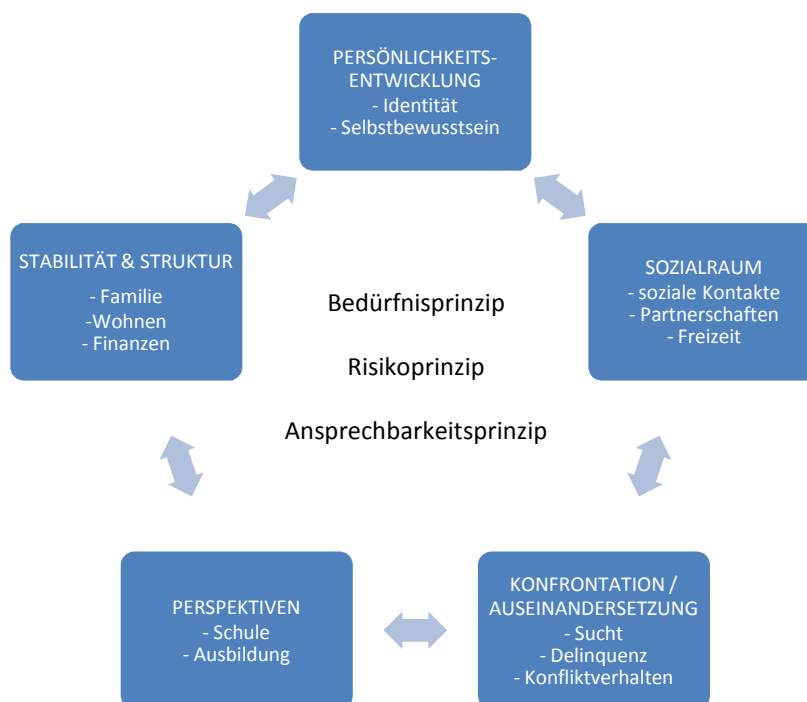 PERSÖNLICHKEITS-
ENTWICKLUNG
- Identität
- Selbstbewusstsein
STABILITÄT & STRUKTUR
- Familie
-Wohnen
- Finanzen
SOZIALRAUM
- soziale Kontakte
- Partnerschaften
- Freizeit
Bedürfnisprinzip
Risikoprinzip
Ansprechbarkeitsprinzip
PERSPEKTIVEN
- Schule
- Ausbildung
KONFRONTATION /
AUSEINANDERSETZUNG
- Sucht
- Delinquenz
- Konfliktverhalten